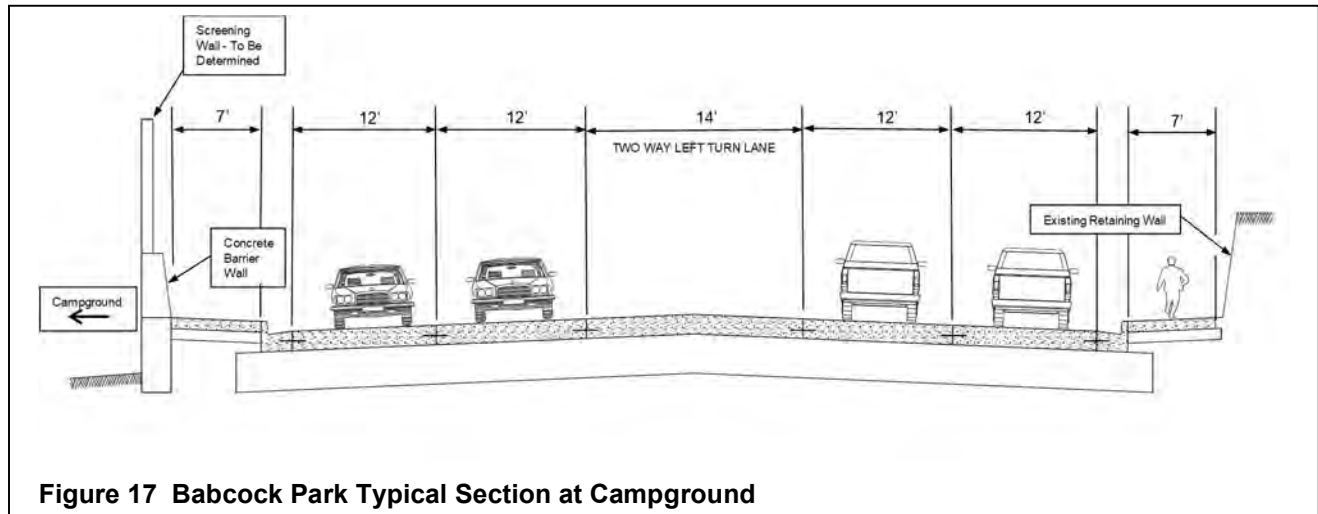 Screening
Wall - To Be
Determined
7'
12'
12'
14'
12'
12'
7'
TWO WAY LEFT TURN LANE
Existing Retaining Wall
Concrete
Barrier
Wall
Campground
Figure 17 Babcock Park Typical Section at Campground